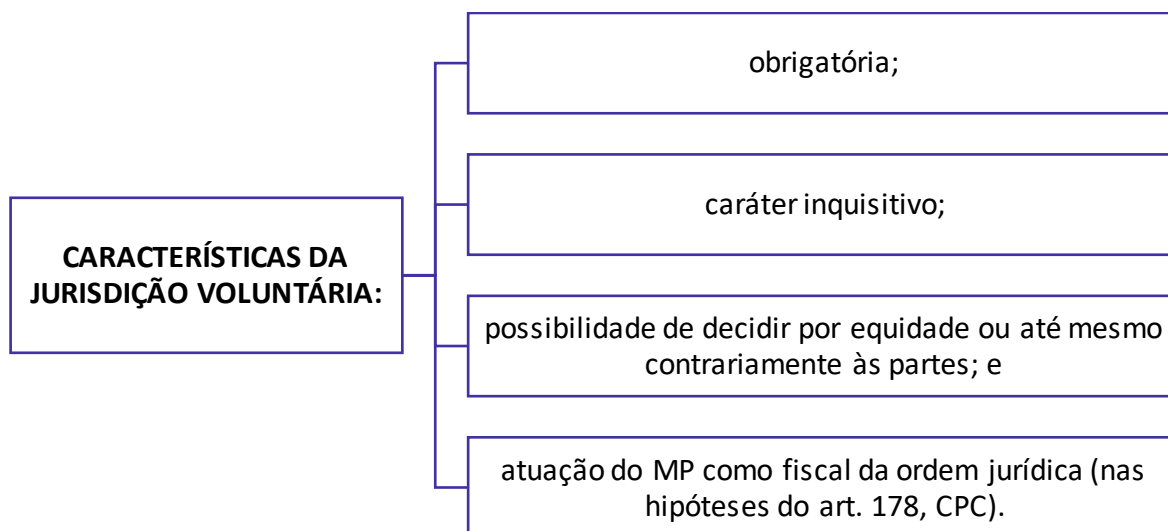 CARACTERÍSTICAS DA
JURISDIÇÃO VOLUNTÁRIA:
obrigatória;
caráter inquisitivo;
possibilidade de decidir por equidade ou até mesmo
contrariamente às partes; e
atuação do MP como fiscal da ordem jurídica (nas
hipóteses do art. 178, CPC).